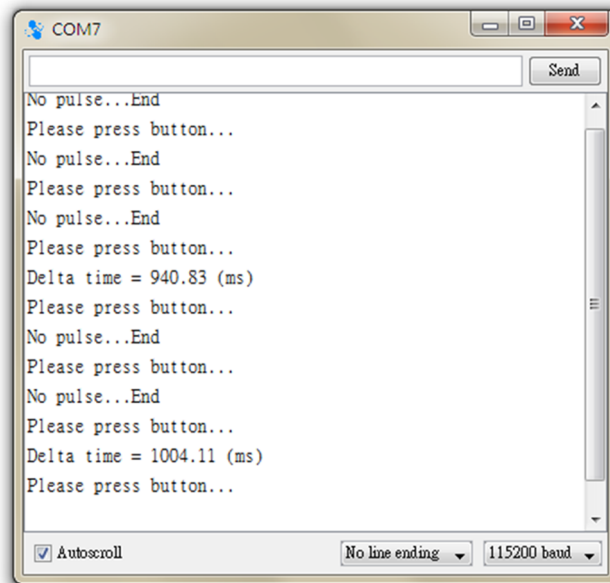 COM7
Send
No pulse...End
Please press button...
No pulse...End
Please press button...
No pulse...End
Please press button...
Delta time = 940.83 (ms)
Please press button...
No pulse...End
Please press button...
No pulse...End
Please press button...
Delta time = 1004.11 (ms)
Please press button...
Autoscroll
No line ending
115200 baud